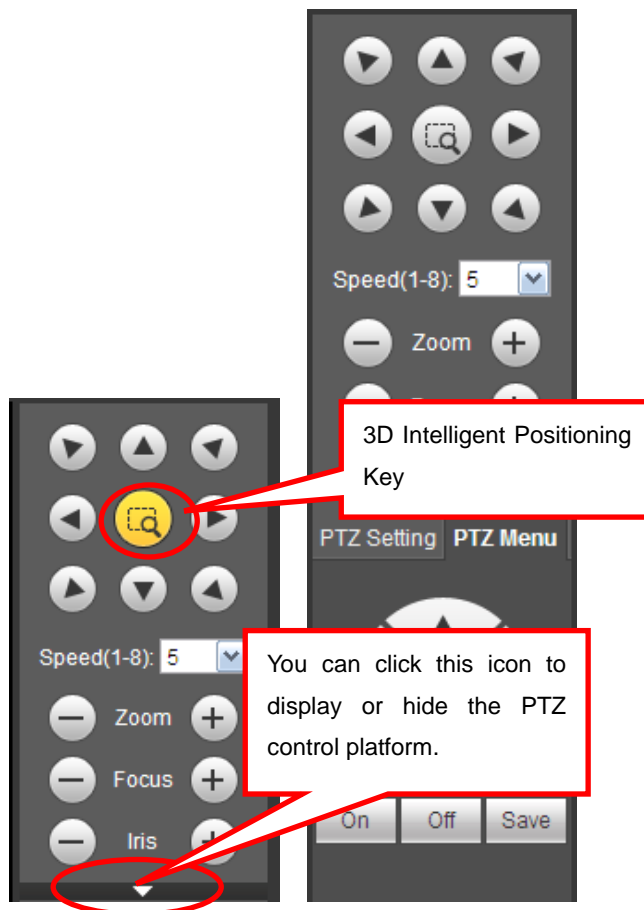 Speed(1-8): 5
Zoom
3D Intelligent Positioning
Key
PTZ Setting PTZ Menu
Speed(1-8): 5
Zoom
Focus
Iris
You can click this icon to
display or hide the PTZ
control platform.
On Off Save